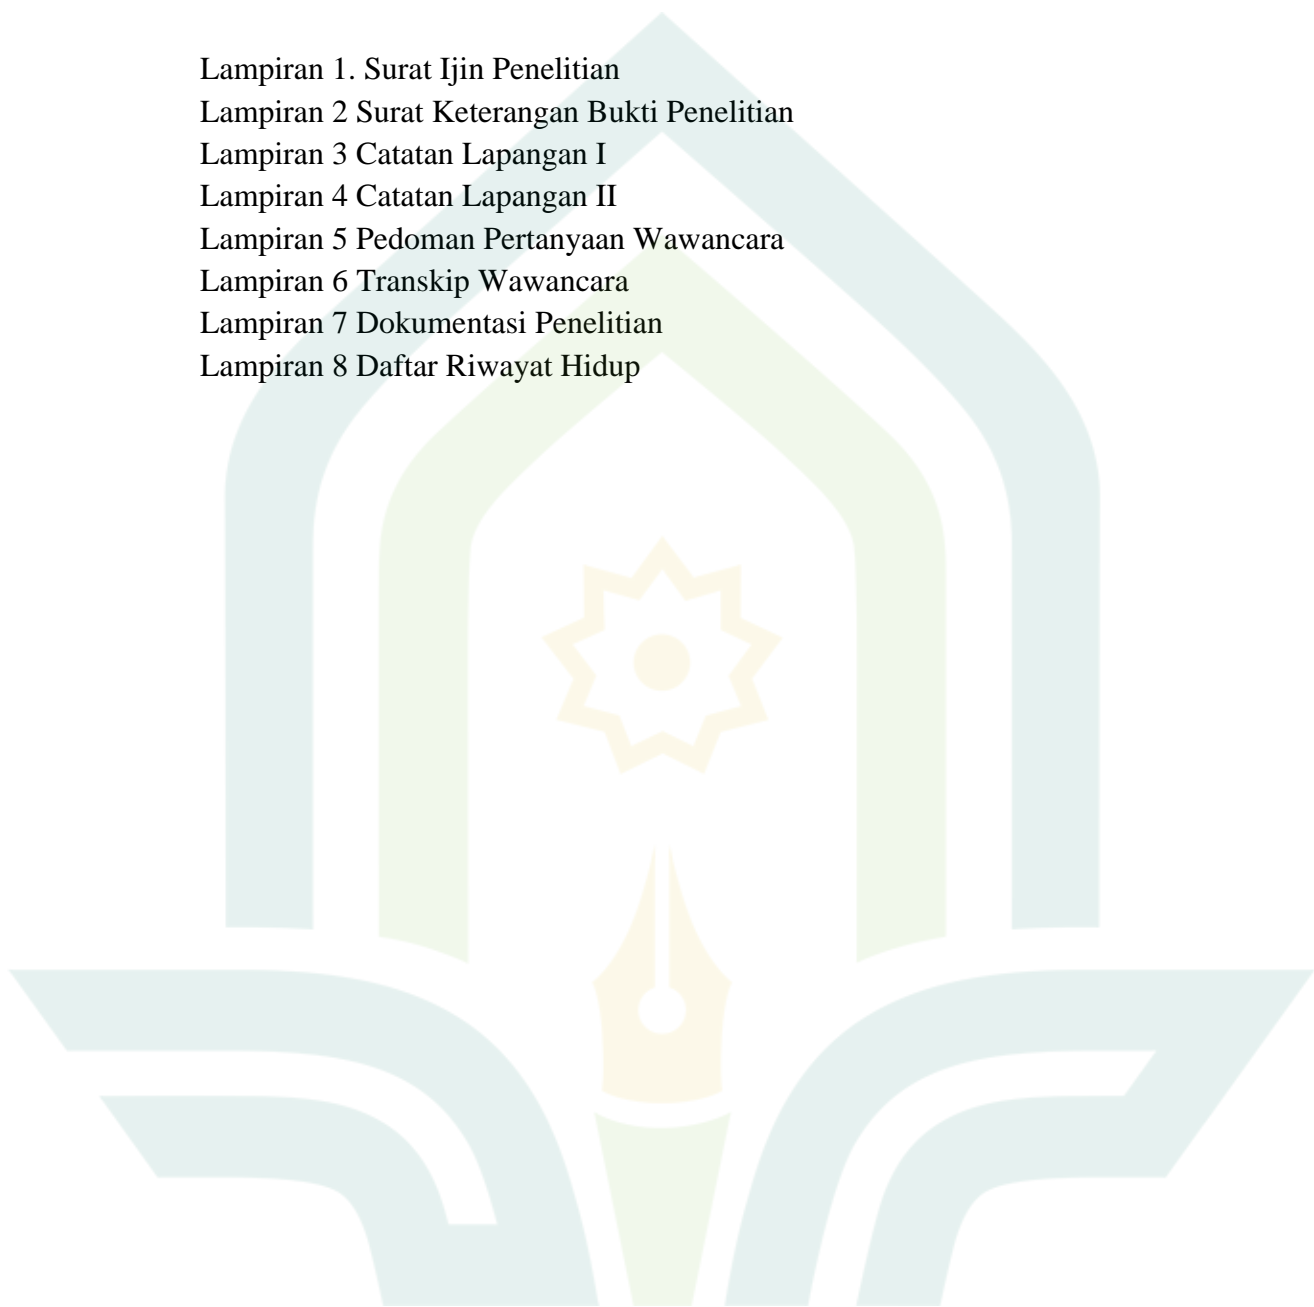 Lampiran 1. Surat Ijin Penelitian
Lampiran 2 Surat Keterangan Bukti Penelitian
Lampiran 3 Catatan Lapangan I
Lampiran 4 Catatan Lapangan II
Lampiran 5 Pedoman Pertanyaan Wawancara
Lampiran 6 Transkip Wawancara
Lampiran 7 Dokumentasi Penelitian
Lampiran 8 Daftar Riwayat Hidup